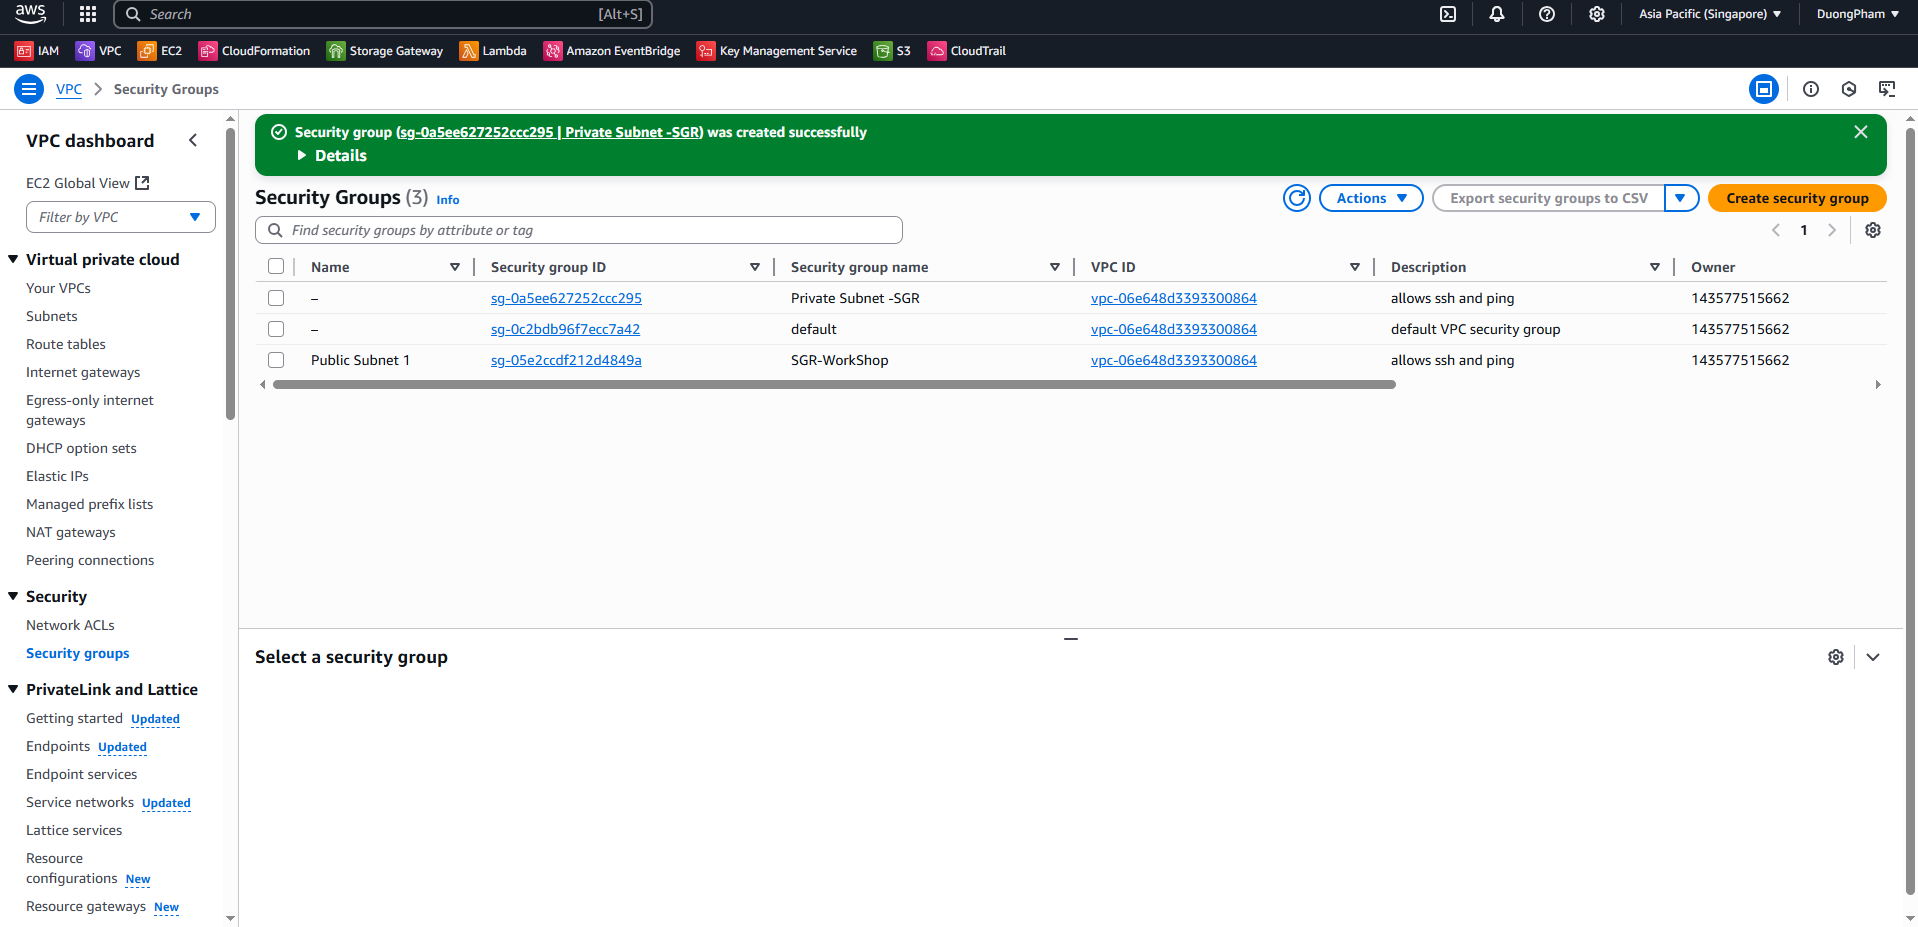 aws
Search [Alt+S] Asia Pacific (Singapore) DuongPham
IAM VPC EC2 CloudFormation Storage Gateway Lambda Amazon EventBridge Key Management Service S3 CloudTrail
VPC Security Groups
VPC dashboard
EC2 Global View
Filter by VPC
Virtual private cloud
Your VPCs
Subnets
Route tables
Internet gateways
Egress-only internet
gateways
DHCP option sets
Elastic IPs
Managed prefix lists
NAT gateways
Peering connections
Security
Network ACLs
Security groups
PrivateLink and Lattice
Getting started Updated
Endpoints Updated
Endpoint services
Service networks Updated
Lattice services
Resource
configurations New
Resource gateways New
Security group (sg-0a5ee627252ccc295 | Private Subnet -SGR) was created successfully
Details
Security Groups (3) Info
Actions Export security groups to CSV Create security group
Find security groups by attribute or tag 1
Name Security group ID Security group name VPC ID Description Owner
– sg-0a5ee627252ccc295 Private Subnet -SGR vpc-06e648d3393300864 allows ssh and ping 143577515662
– sg-0c2bdb96f7ecc7a42 default vpc-06e648d3393300864 default VPC security group 143577515662
Public Subnet 1 sg-05e2ccdf212d4849a SGR-WorkShop vpc-06e648d3393300864 allows ssh and ping 143577515662
Select a security group